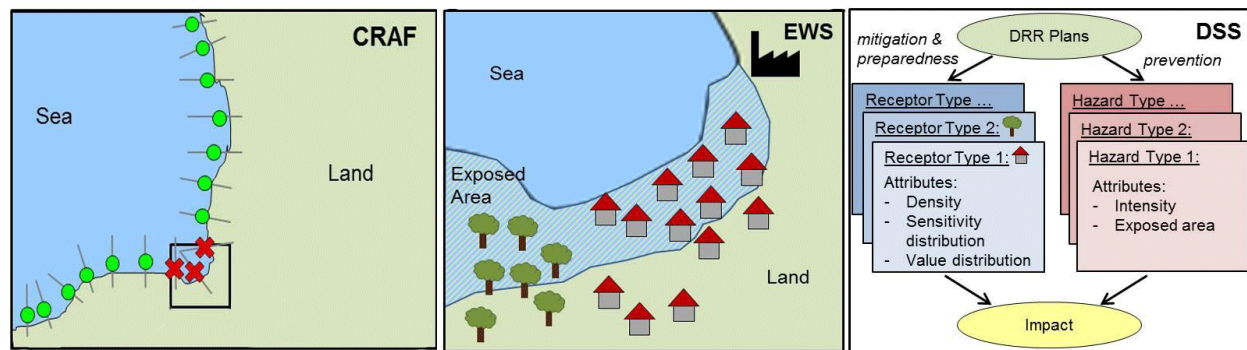 CRAF
Sea
Land
EWS
Sea
Exposed
Area
Land
DSS
DRR Plans
mitigation &
preparedness
prevention
Receptor Type ...
Receptor Type 2:
Receptor Type 1:
Attributes:
- Density
- Sensitivity
distribution
- Value distribution
Hazard Type ...
Hazard Type 2:
Hazard Type 1:
Attributes:
- Intensity
- Exposed area
Impact